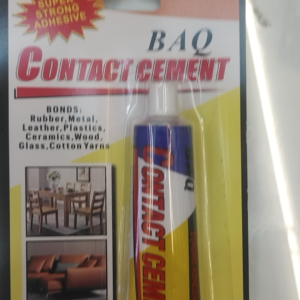 SUPER
STRONG
ADHESIVE
BAQ
CONTACT CEMENT
BONDS:
Rubber,Metal,
Leather,Plastics,
Ceramics,Wood,
Glass,Cotton Yarns
CONTACT CEM